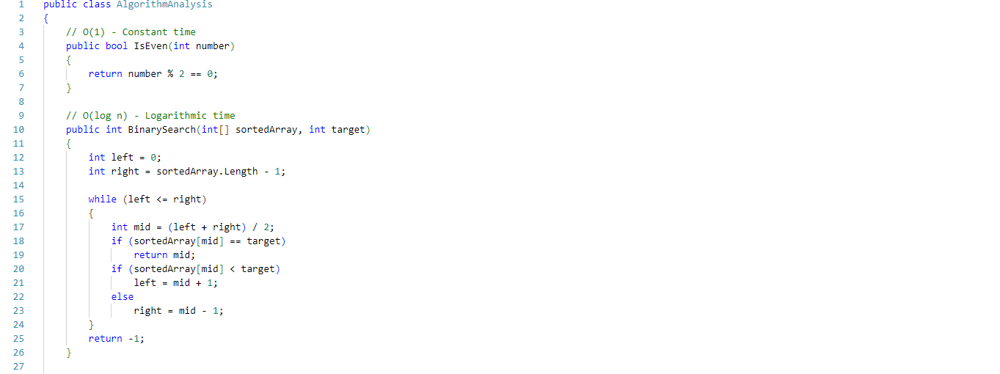 1 public class AlgorithmAnalysis
2 {
3     // O(1) - Constant time
4     public bool IsEven(int number)
5     {
6         return number % 2 == 0;
7     }
8
9     // O(log n) - Logarithmic time
10     public int BinarySearch(int[] sortedArray, int target)
11     {
12         int left = 0;
13         int right = sortedArray.Length - 1;
14
15         while (left <= right)
16         {
17             int mid = (left + right) / 2;
18             if (sortedArray[mid] == target)
19                 return mid;
20             if (sortedArray[mid] < target)
21                 left = mid + 1;
22             else
23                 right = mid - 1;
24         }
25         return -1;
26     }
27